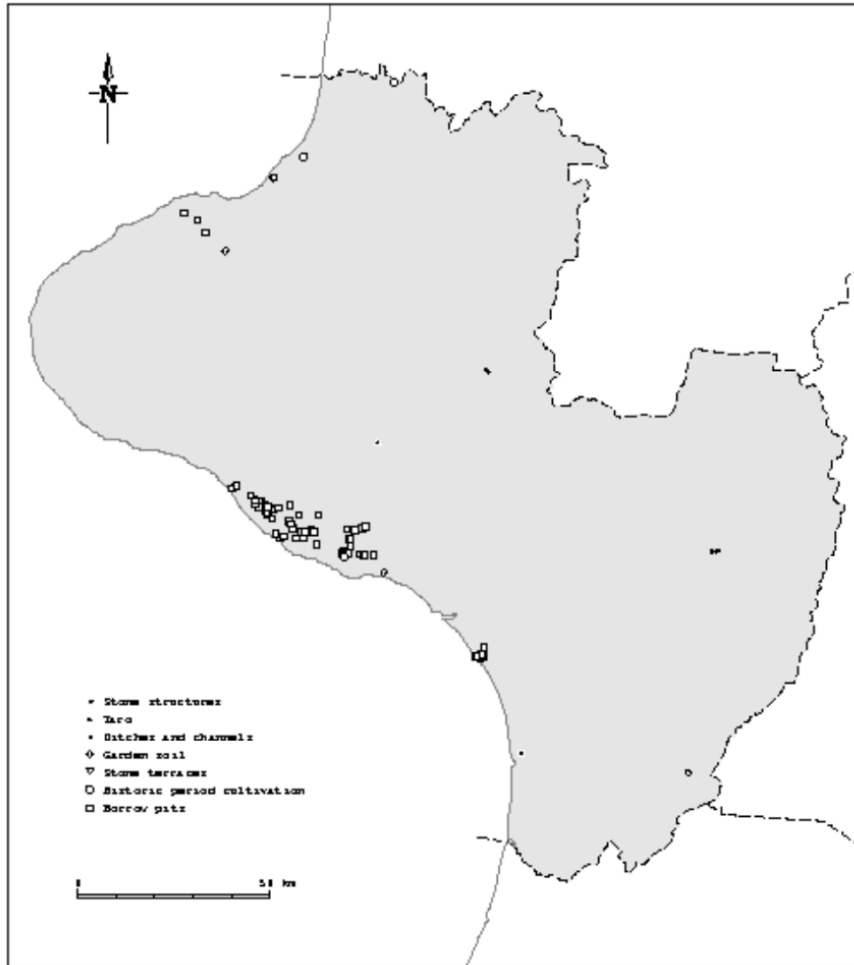 N
Stone structures
Taro
Ditches and channels
Garden soil
Stone terraces
Historic period cultivation
Borrow pits
0 50 km